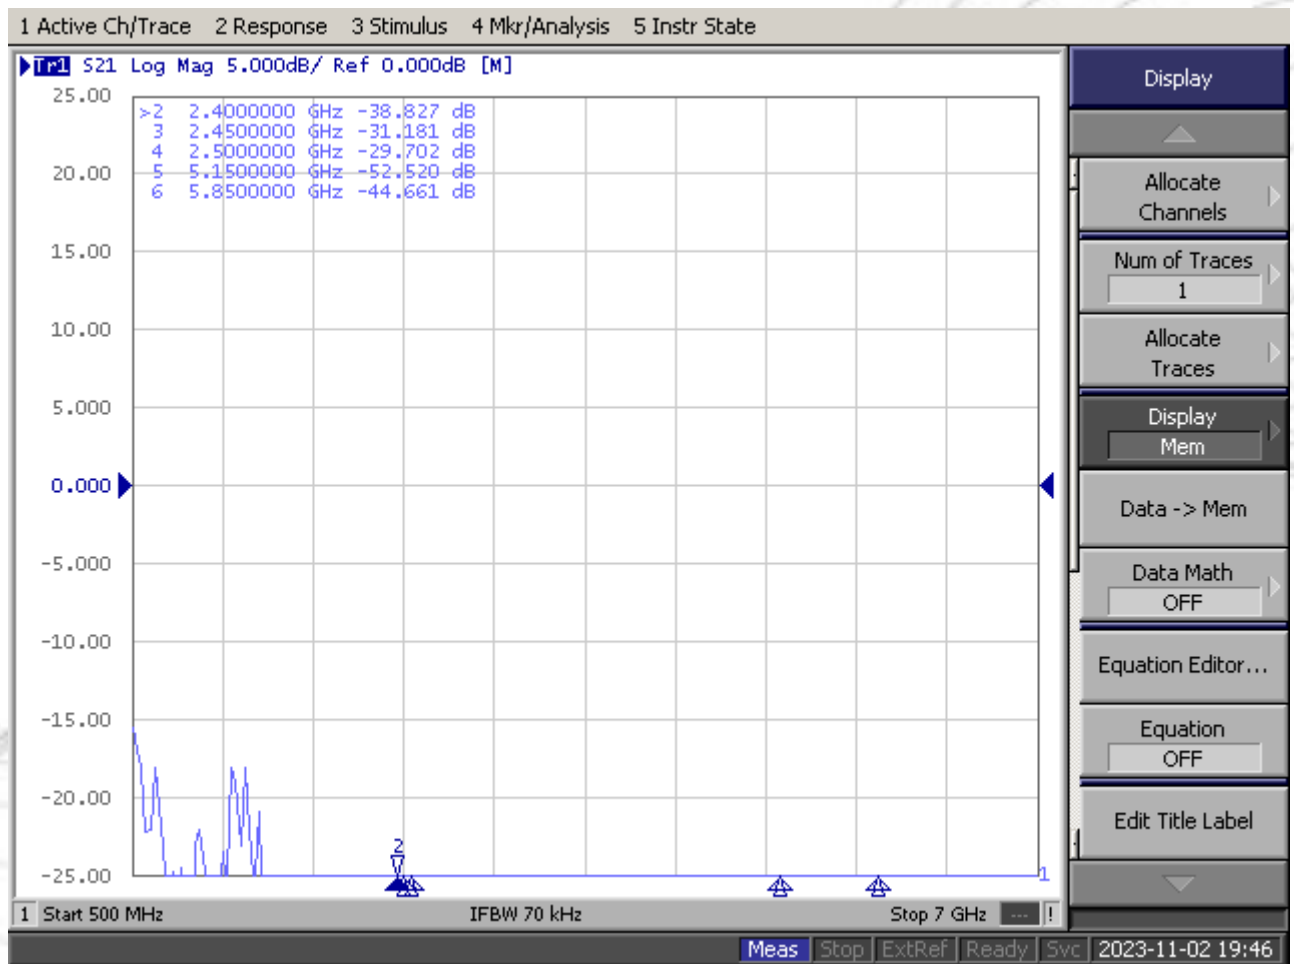 1 Active Ch/Trace 2 Response 3 Stimulus 4 Mkr/Analysis 5 Instr State
Tr1 S21 Log Mag 5.000dB/ Ref 0.000dB [M]
25.00
20.00
15.00
10.00
5.000
0.000
-5.000
-10.00
-15.00
-20.00
-25.00
>2 2.4000000 GHz -38.827 dB
3 2.4500000 GHz -31.181 dB
4 2.5000000 GHz -29.702 dB
5 5.1500000 GHz -52.520 dB
6 5.8500000 GHz -44.661 dB
2
1
1 Start 500 MHz IFBW 70 kHz Stop 7 GHz --- !
Display
Allocate
Channels
Num of Traces
1
Allocate
Traces
Display
Mem
Data -> Mem
Data Math
OFF
Equation Editor...
Equation
OFF
Edit Title Label
Meas Stop ExtRef Ready Svc 2023-11-02 19:46